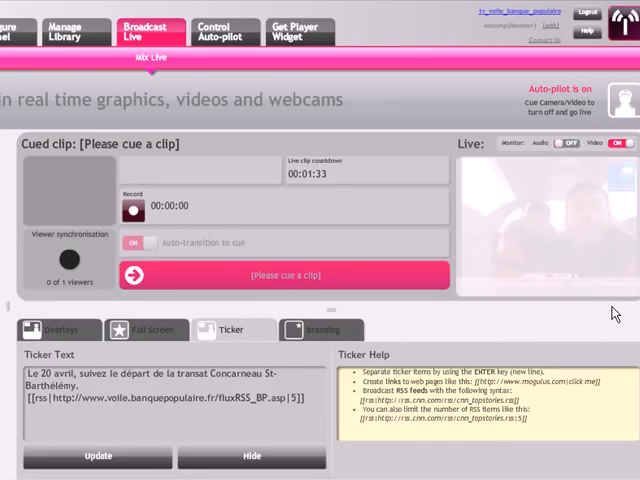 Manage Library
Broadcast Live
Control Auto-pilot
Get Player Widget
tv_voile_banque_populaire
[edit]
Contact Us
Logout
Help
Mix Live
in real time graphics, videos and webcams
Auto-pilot is on
Cue Camera/Video to
turn off and go live
Cued clip: [Please cue a clip]
Live:
Monitor: Audio OFF Video ON
Live clip countdown
00:01:33
Record
00:00:00
Viewer synchronisation
0 of 1 viewers
ON Auto-transition to cue
[Please cue a clip]
Overlays
Full Screen
Ticker
Branding
Ticker Text
Le 20 avril, suivez le départ de la transat Concarneau St-
Barthélémy.
[[rss|http://www.voile.banquepopulaire.fr/fluxRSS_BP.asp|5]]
Update
Hide
Ticker Help
Separate ticker items by using the ENTER key (new line).
Create links to web pages like this: [[http://www.mogulus.com|click me]]
Broadcast RSS feeds with the following syntax:
[[rss|http://rss.cnn.com/cnn_topstories.rss]]
You can also limit the number of RSS items like this:
[[rss|http://rss.cnn.com/cnn_topstories.rss|5]]